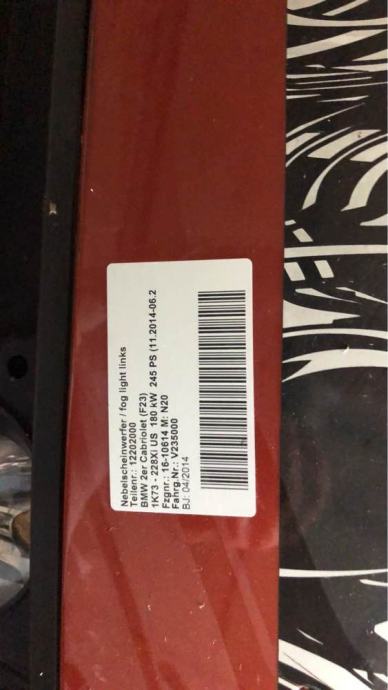 Nebelscheinwerfer / fog light links
Teilenr.: 12202000
BMW 2er Cabriolet (F23)
1K73 - 228Xi US 180 kW 245 PS (11.2014-06.2
Fzgnr.: 16-10614 M: N20
Fahrg.Nr.: V235000
BJ: 04/2014